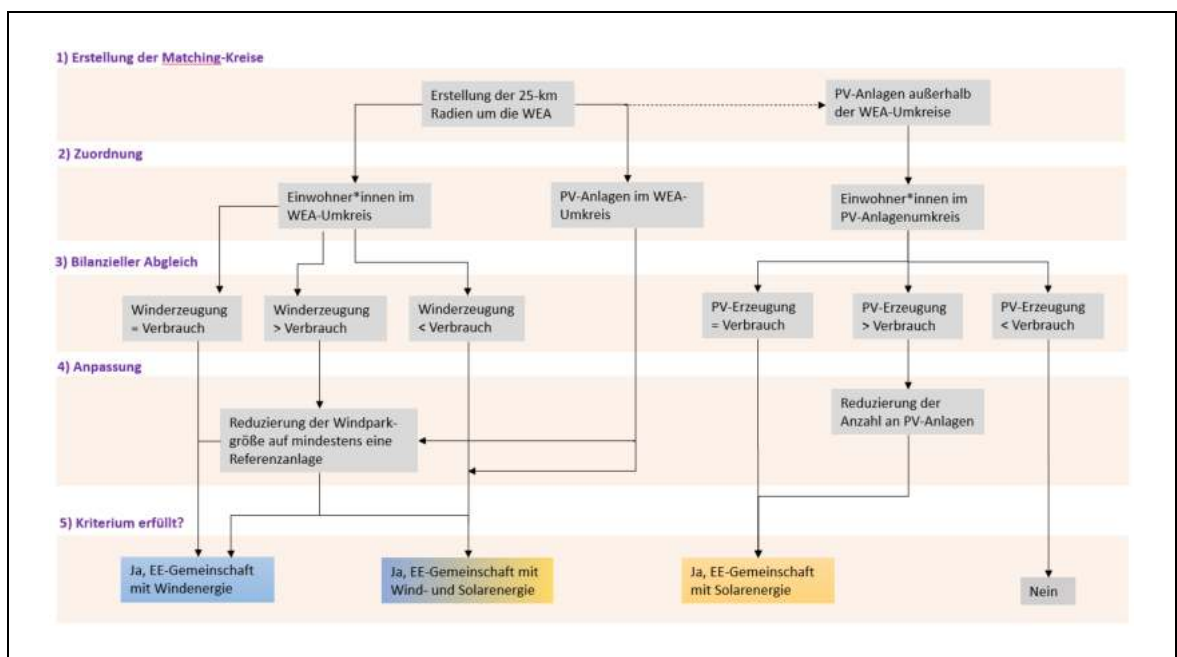 1) Erstellung der Matching-Kreise
Erstellung der 25-km
Radien um die WEA
PV-Anlagen außerhalb
der WEA-Umkreise
2) Zuordnung
Einwohner*innen im
WEA-Umkreis
PV-Anlagen im WEA-
Umkreis
Einwohner*innen im
PV-Anlagenumkreis
3) Bilanzieller Abgleich
Winderzeugung
= Verbrauch
Winderzeugung
> Verbrauch
Winderzeugung
< Verbrauch
PV-Erzeugung
= Verbrauch
PV-Erzeugung
> Verbrauch
PV-Erzeugung
< Verbrauch
4) Anpassung
Reduzierung der Windpark-
größe auf mindestens eine
Referenzanlage
Reduzierung der
Anzahl an PV-Anlagen
5) Kriterium erfüllt?
Ja, EE-Gemeinschaft
mit Windenergie
Ja, EE-Gemeinschaft mit
Wind- und Solarenergie
Ja, EE-Gemeinschaft
mit Solarenergie
Nein